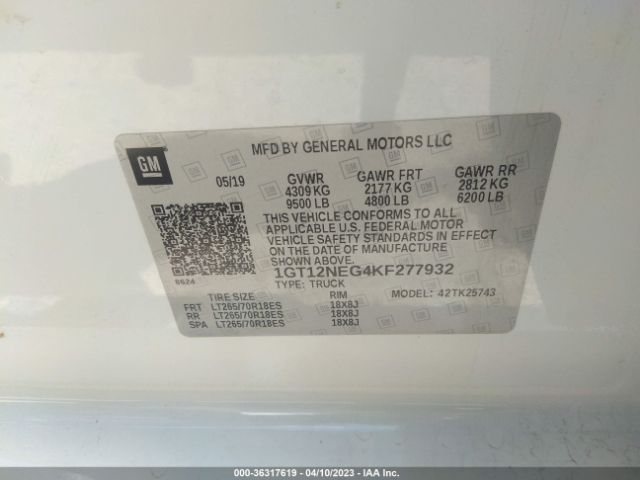 GM
MFD BY GENERAL MOTORS LLC
05/19 GVWR GAWR FRT GAWR RR
4309 KG 2177 KG 2812 KG
9500 LB 4800 LB 6200 LB
THIS VEHICLE CONFORMS TO ALL
APPLICABLE U.S. FEDERAL MOTOR
VEHICLE SAFETY STANDARDS IN EFFECT
ON THE DATE OF MANUFACTURE
SHOWN ABOVE.
6624 1GT12NEG4KF277932
TYPE: TRUCK
TIRE SIZE RIM MODEL: 42TK25743
FRT LT265/70R18ES 18X8J
RR LT265/70R18ES 18X8J
SPA LT265/70R18ES 18X8J
000-36317619 - 04/10/2023 - IAA Inc.